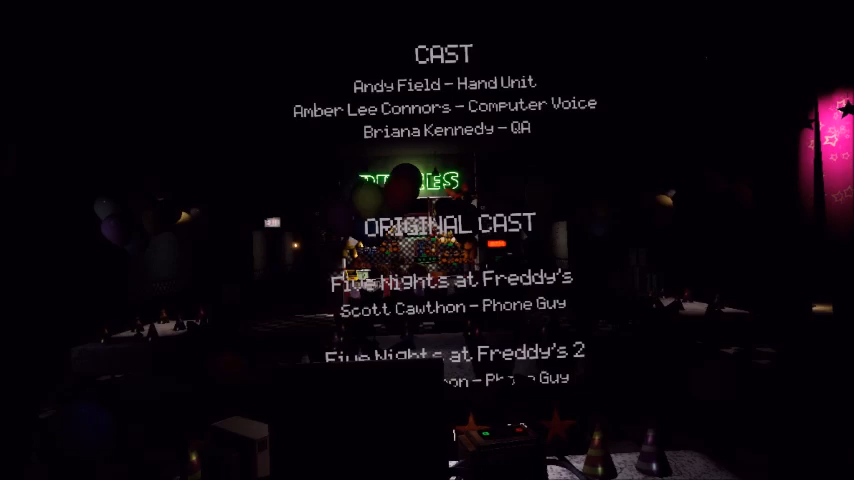 CAST
Andy Field - Hand Unit
Amber Lee Connors - Computer Voice
Briana Kennedy - QA
ORIGINAL CAST
Five Nights at Freddy's
Scott Cawthon - Phone Guy
Five Nights at Freddy's 2
Guy